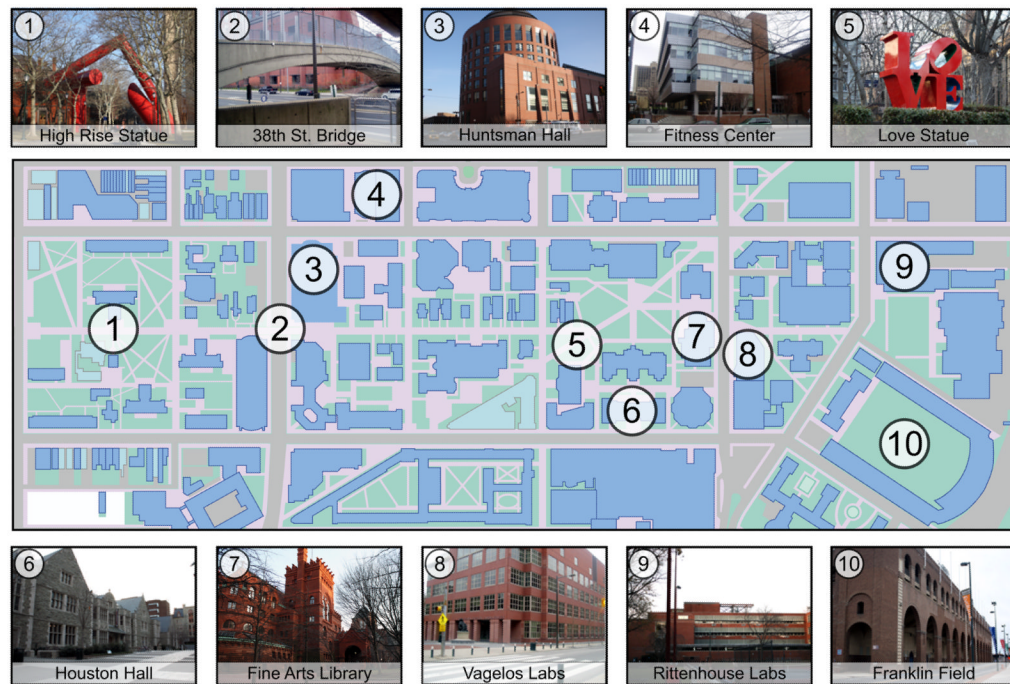 1
High Rise Statue
2
38th St. Bridge
3
Huntsman Hall
4
Fitness Center
5
Love Statue
LOVE
4
3
9
1
2
5
7
8
6
10
6
Houston Hall
7
Fine Arts Library
8
Vagelos Labs
9
Rittenhouse Labs
10
Franklin Field